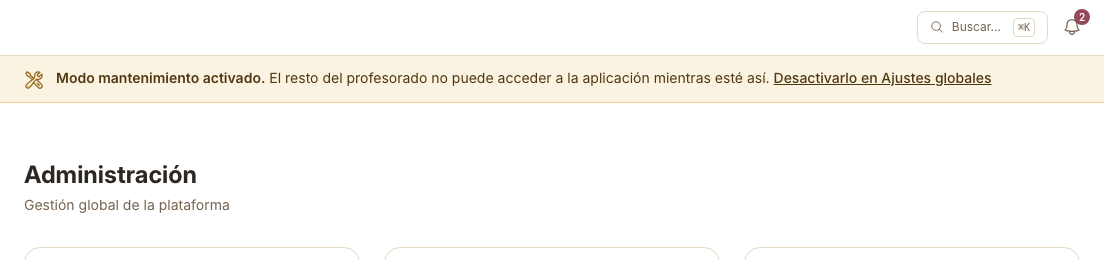 Buscar... ⌘K
2
Modo mantenimiento activado. El resto del profesorado no puede acceder a la aplicación mientras esté así. Desactivarlo en Ajustes globales
Administración
Gestión global de la plataforma